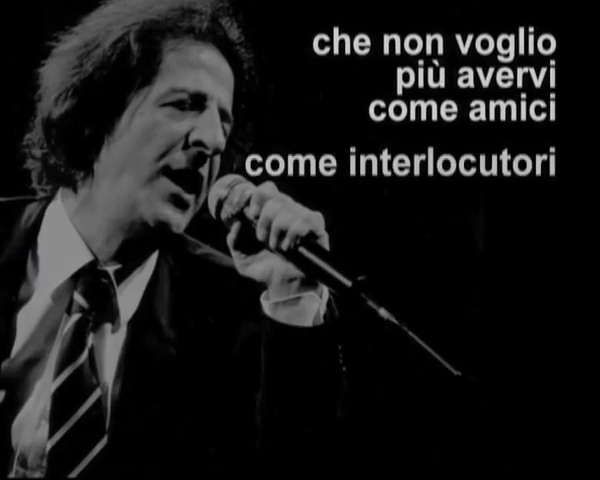 che non voglio
più avervi
come amici
come interlocutori